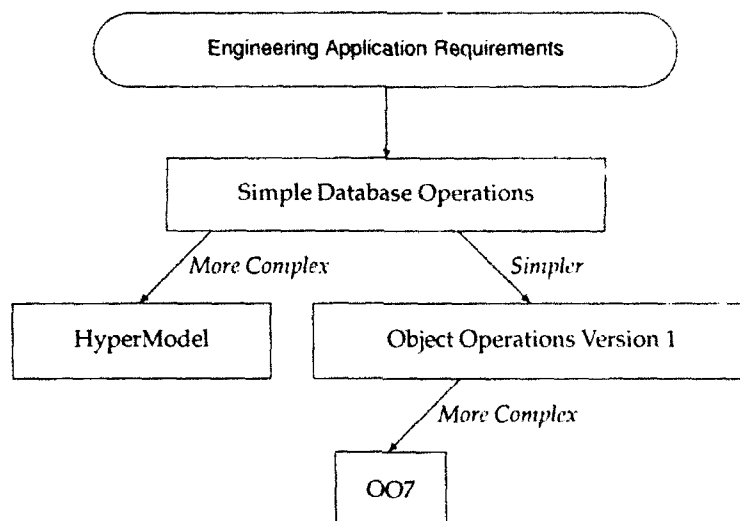 Engineering Application Requirements
Simple Database Operations
More Complex
Simpler
HyperModel
Object Operations Version 1
More Complex
OO7